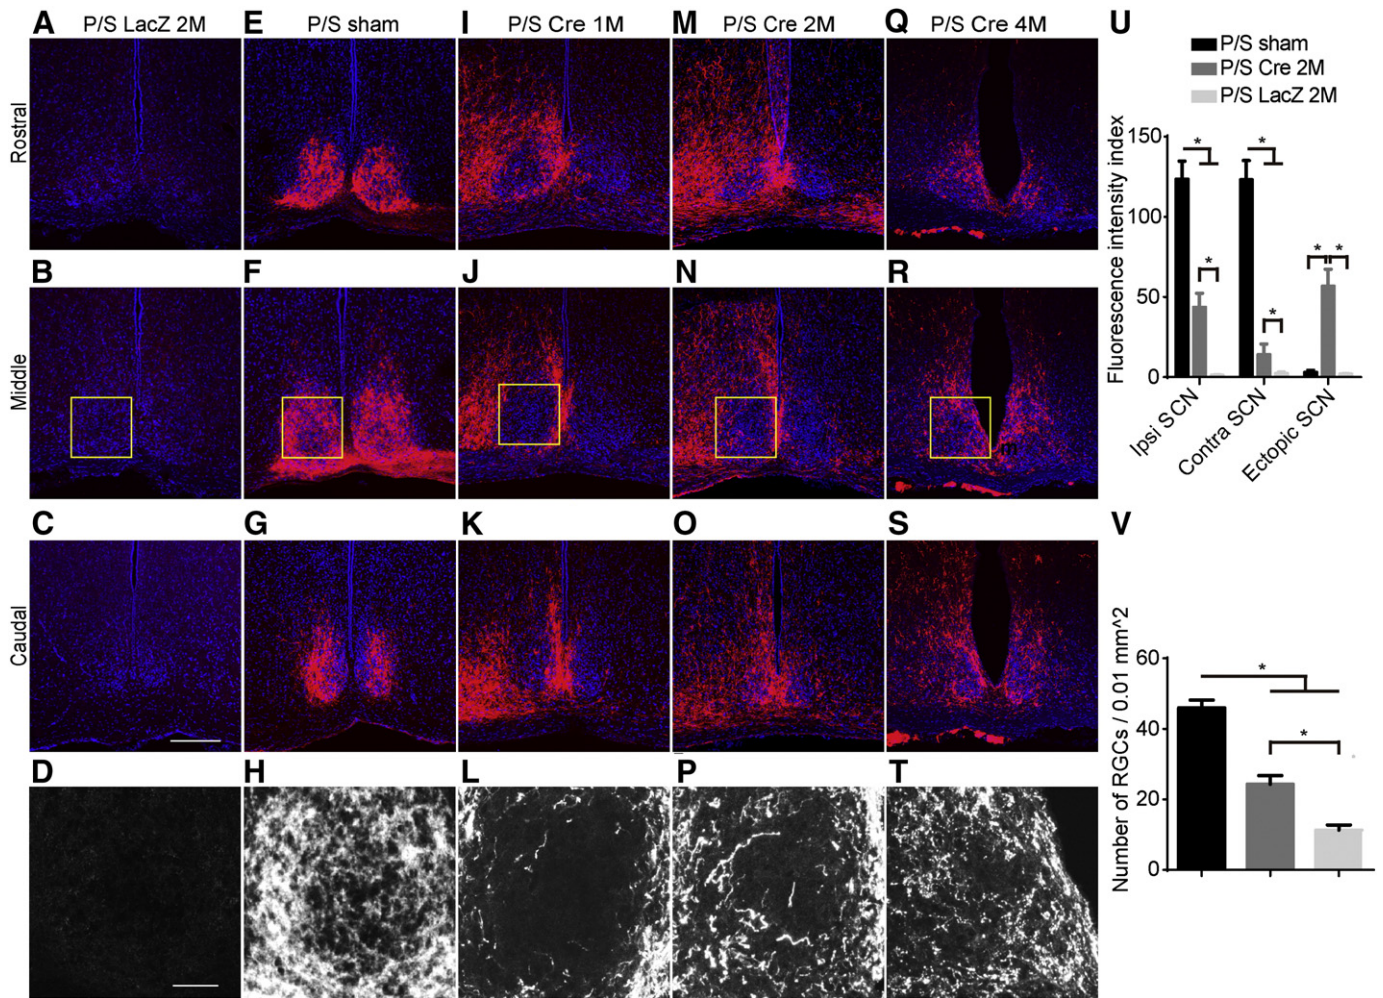 A P/S LacZ 2M E P/S sham I P/S Cre 1M M P/S Cre 2M Q P/S Cre 4M U
P/S sham
P/S Cre 2M
P/S LacZ 2M
Rostral
Fluorescence intensity index
150
100
50
0
* * * * * *
Ipsi SCN
Contra SCN
Ectopic SCN
B F J N R
Middle
m
C G K O S V
Caudal
Number of RGCs / 0.01 mm^2
60
40
20
0
* *
D H L P T